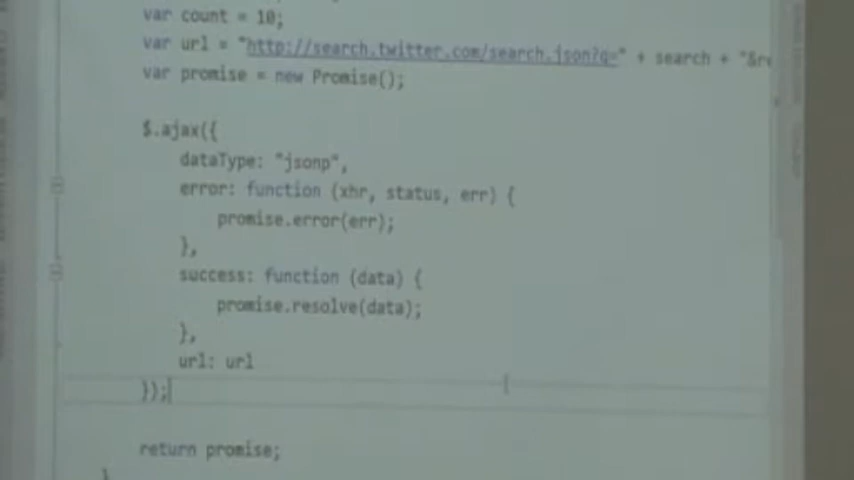 var count = 10;
var url = "http://search.twitter.com/search.json?q=" + search + "&r
var promise = new Promise();
$.ajax({
dataType: "jsonp",
error: function (xhr, status, err) {
promise.error(err);
},
success: function (data) {
promise.resolve(data);
},
url: url
});
return promise;
}